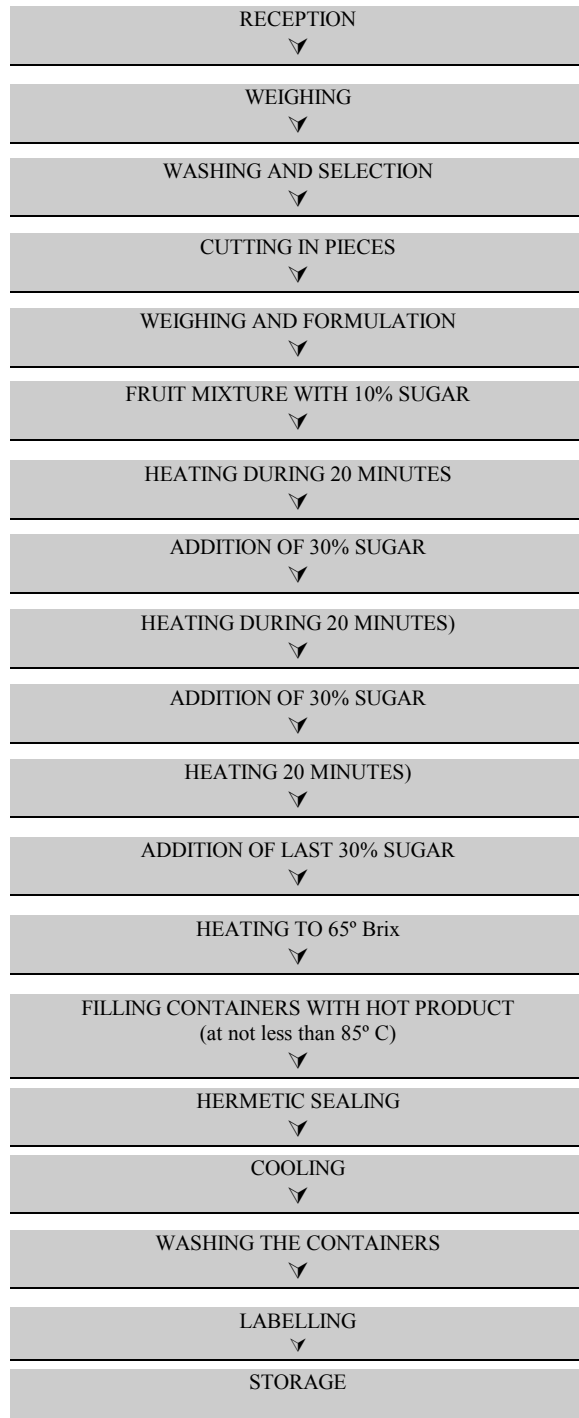 RECEPTION
WEIGHING
WASHING AND SELECTION
CUTTING IN PIECES
WEIGHING AND FORMULATION
FRUIT MIXTURE WITH 10% SUGAR
HEATING DURING 20 MINUTES
ADDITION OF 30% SUGAR
HEATING DURING 20 MINUTES)
ADDITION OF 30% SUGAR
HEATING 20 MINUTES)
ADDITION OF LAST 30% SUGAR
HEATING TO 65º Brix
FILLING CONTAINERS WITH HOT PRODUCT
(at not less than 85º C)
HERMETIC SEALING
COOLING
WASHING THE CONTAINERS
LABELLING
STORAGE